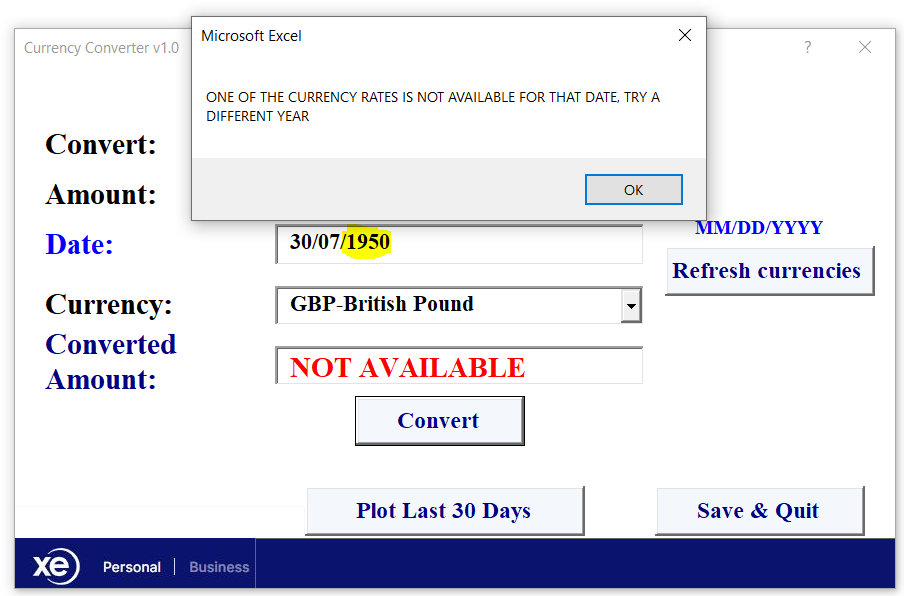 Currency Converter v1.0
?
Microsoft Excel
ONE OF THE CURRENCY RATES IS NOT AVAILABLE FOR THAT DATE, TRY A
DIFFERENT YEAR
OK
Convert:
Amount:
Date:
30/07/1950
MM/DD/YYYY
Refresh currencies
Currency:
GBP-British Pound
Converted
Amount:
NOT AVAILABLE
Convert
Plot Last 30 Days
Save & Quit
xe
Personal | Business